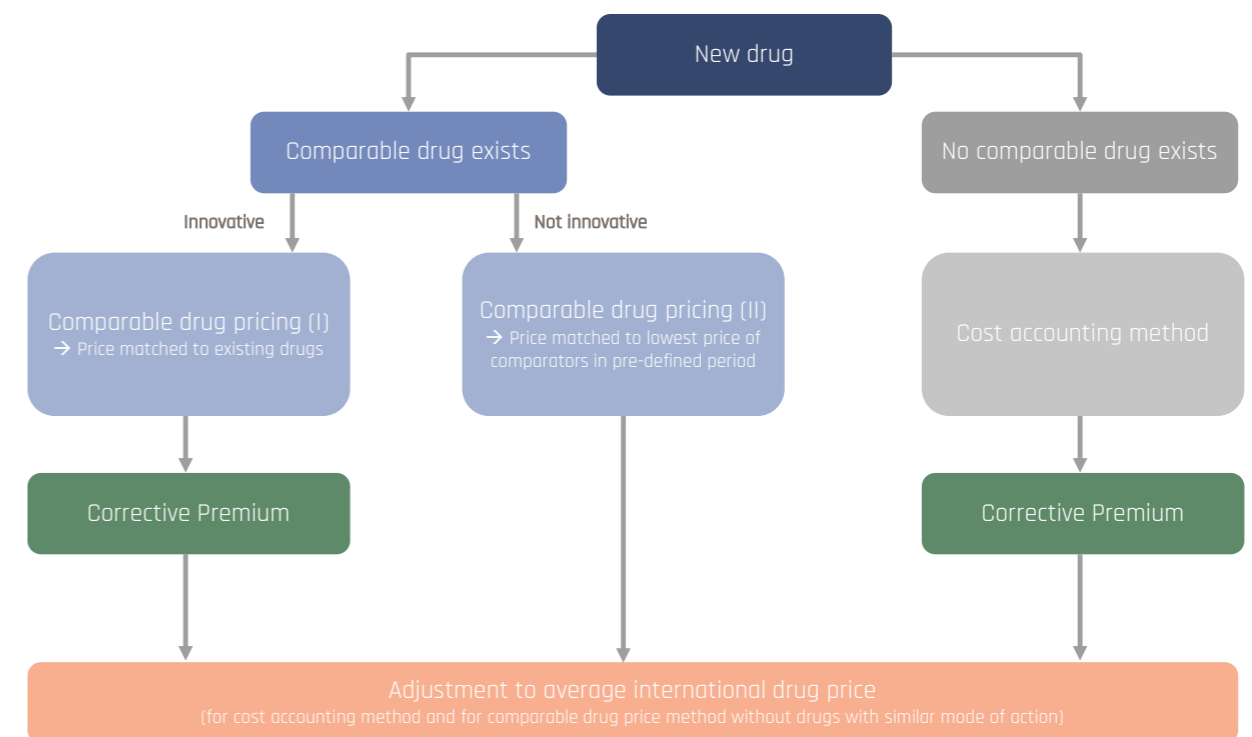 New drug
Comparable drug exists
No comparable drug exists
Innovative
Not innovative
Comparable drug pricing (I)
→ Price matched to existing drugs
Comparable drug pricing (II)
→ Price matched to lowest price of
comparators in pre-defined period
Cost accounting method
Corrective Premium
Corrective Premium
Adjustment to average international drug price
(for cost accounting method and for comparable drug price method without drugs with similar mode of action)